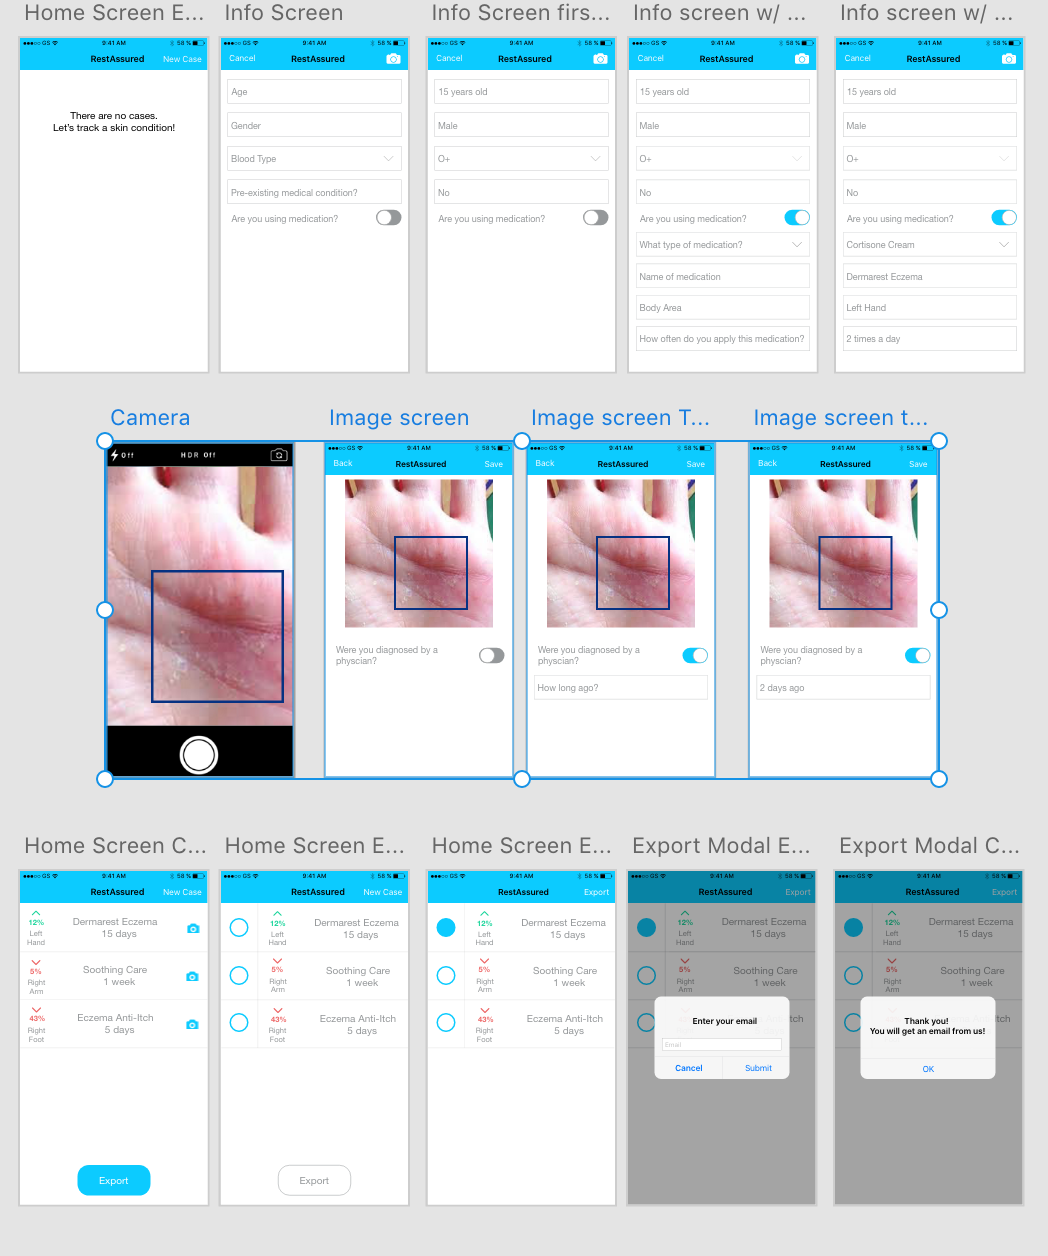 Home Screen E...
Info Screen
Info Screen firs...
Info screen w/ ...
Info screen w/ ...
GS 9:41 AM 58 %
RestAssured New Case
There are no cases.
Let's track a skin condition!
GS 9:41 AM 58 %
Cancel RestAssured
Age
Gender
Blood Type
Pre-existing medical condition?
Are you using medication?
GS 9:41 AM 58 %
Cancel RestAssured
15 years old
Male
O+
No
Are you using medication?
GS 9:41 AM 58 %
Cancel RestAssured
15 years old
Male
O+
No
Are you using medication?
What type of medication?
Name of medication
Body Area
How often do you apply this medication?
GS 9:41 AM 58 %
Cancel RestAssured
15 years old
Male
O+
No
Are you using medication?
Cortisone Cream
Dermarest Eczema
Left Hand
2 times a day
Camera
Image screen
Image screen T...
Image screen t...
Off HDR Off
GS 9:41 AM 58 %
Back RestAssured Save
Were you diagnosed by a
physcian?
GS 9:41 AM 58 %
Back RestAssured Save
Were you diagnosed by a
physcian?
How long ago?
GS 9:41 AM 58 %
Back RestAssured Save
Were you diagnosed by a
physcian?
2 days ago
Home Screen C...
Home Screen E...
Home Screen E...
Export Modal E...
Export Modal C...
GS 9:41 AM 58 %
RestAssured New Case
12%
Left
Hand
Dermarest Eczema
15 days
5%
Right
Arm
Soothing Care
1 week
43%
Right
Foot
Eczema Anti-Itch
5 days
Export
GS 9:41 AM 58 %
RestAssured New Case
12%
Left
Hand
Dermarest Eczema
15 days
5%
Right
Arm
Soothing Care
1 week
43%
Right
Foot
Eczema Anti-Itch
5 days
Export
GS 9:41 AM 58 %
RestAssured Export
12%
Left
Hand
Dermarest Eczema
15 days
5%
Right
Arm
Soothing Care
1 week
43%
Right
Foot
Eczema Anti-Itch
5 days
GS 9:41 AM 58 %
RestAssured Export
12%
Left
Hand
Dermarest Eczema
15 days
5%
Right
Arm
Soothing Care
1 week
Enter your email
Email
Cancel Submit
GS 9:41 AM 58 %
RestAssured Export
12%
Left
Hand
Dermarest Eczema
15 days
5%
Right
Arm
Soothing Care
1 week
Thank you!
You will get an email from us!
OK